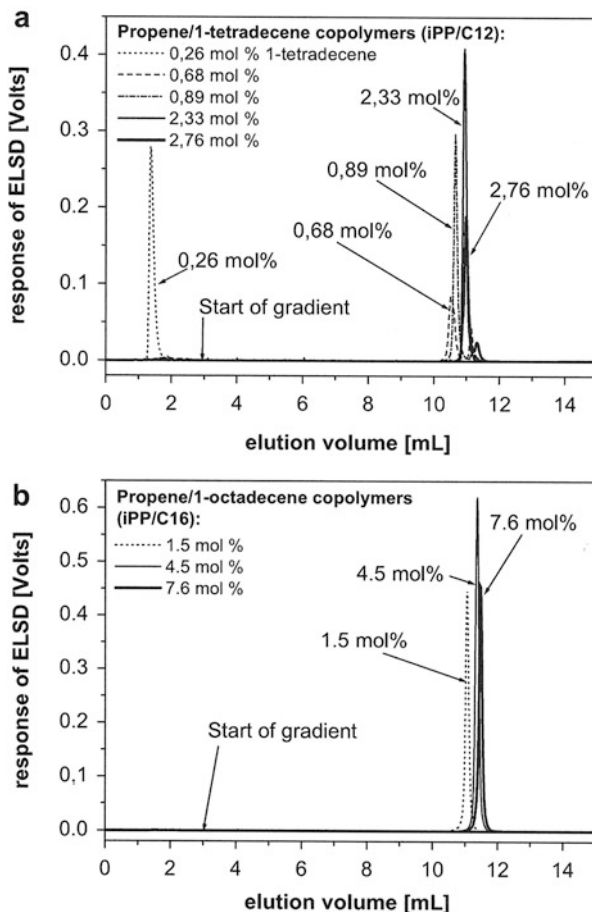 a
Propene/1-tetradecene copolymers (iPP/C12):
0,26 mol % 1-tetradecene
0,68 mol %
0,89 mol %
2,33 mol %
2,76 mol %
2,33 mol%
0,89 mol%
2,76 mol%
0,68 mol%
0,26 mol%
Start of gradient
response of ELSD [Volts]
0.4
0.3
0.2
0.1
0.0
0 2 4 6 8 10 12 14
elution volume [mL]
b
Propene/1-octadecene copolymers
(iPP/C16):
1.5 mol %
4.5 mol %
7.6 mol %
7.6 mol%
4.5 mol%
1.5 mol%
Start of gradient
response of ELSD [Volts]
0.6
0.5
0.4
0.3
0.2
0.1
0.0
0 2 4 6 8 10 12 14
elution volume [mL]